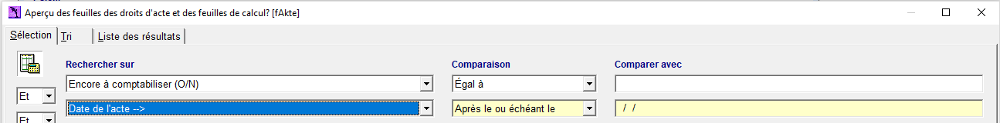 Aperçu des feuilles des droits d'acte et des feuilles de calcul? [fAkte]
Sélection Tri Liste des résultats
Rechercher sur Comparaison Comparer avec
Encore à comptabiliser (O/N) Égal à
Et Date de l'acte --> Après le ou échéant le / /
Et